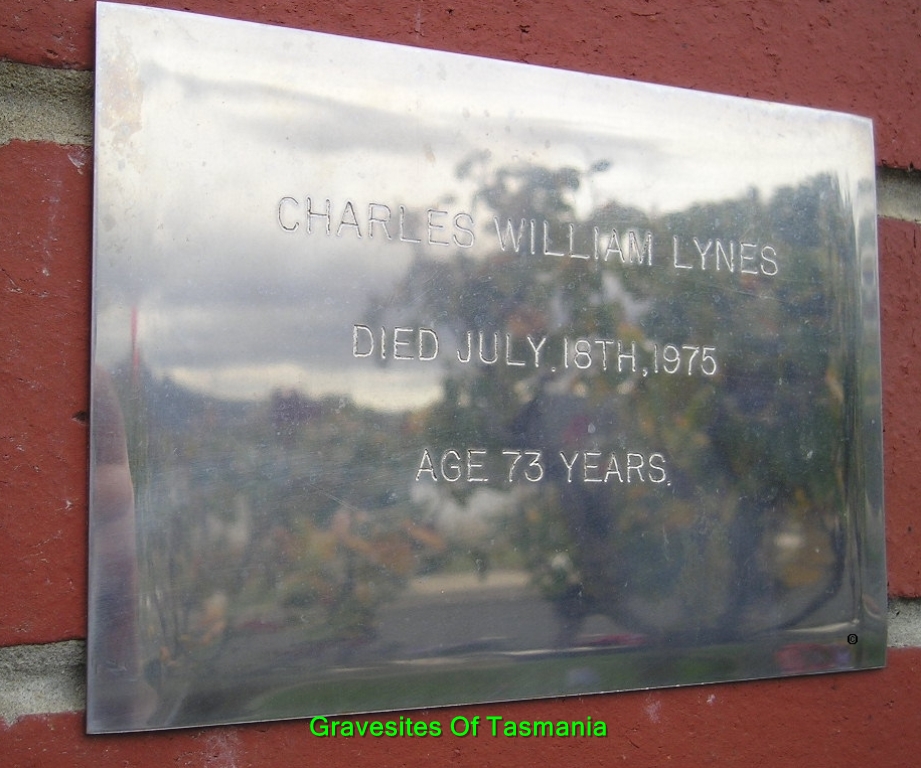 CHARLES WILLIAM LYNES
DIED JULY.18TH,1975
AGE 73 YEARS.
©
Gravesites Of Tasmania